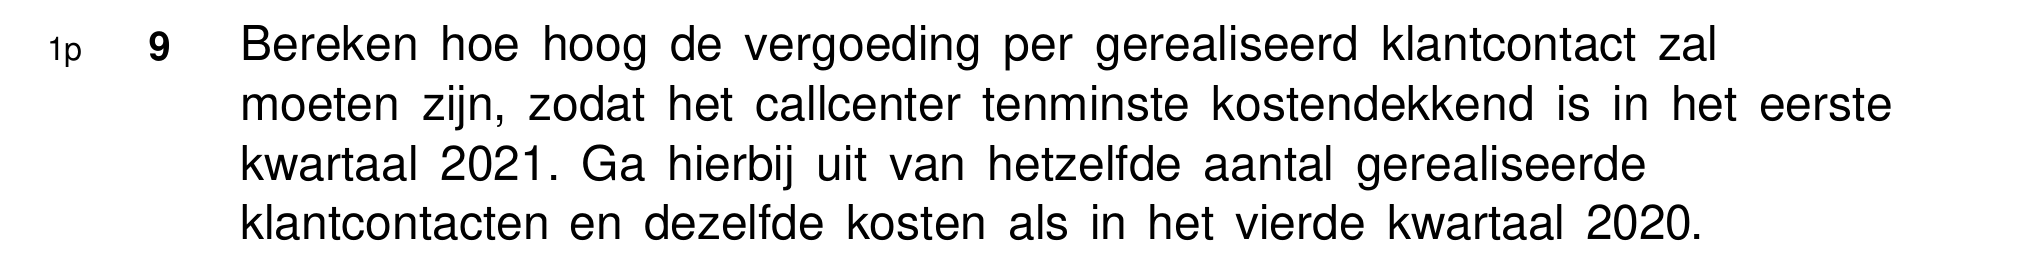 1p 9 Bereken hoe hoog de vergoeding per gerealiseerd klantcontact zal
moeten zijn, zodat het callcenter tenminste kostendekkend is in het eerste
kwartaal 2021. Ga hierbij uit van hetzelfde aantal gerealiseerde
klantcontacten en dezelfde kosten als in het vierde kwartaal 2020.